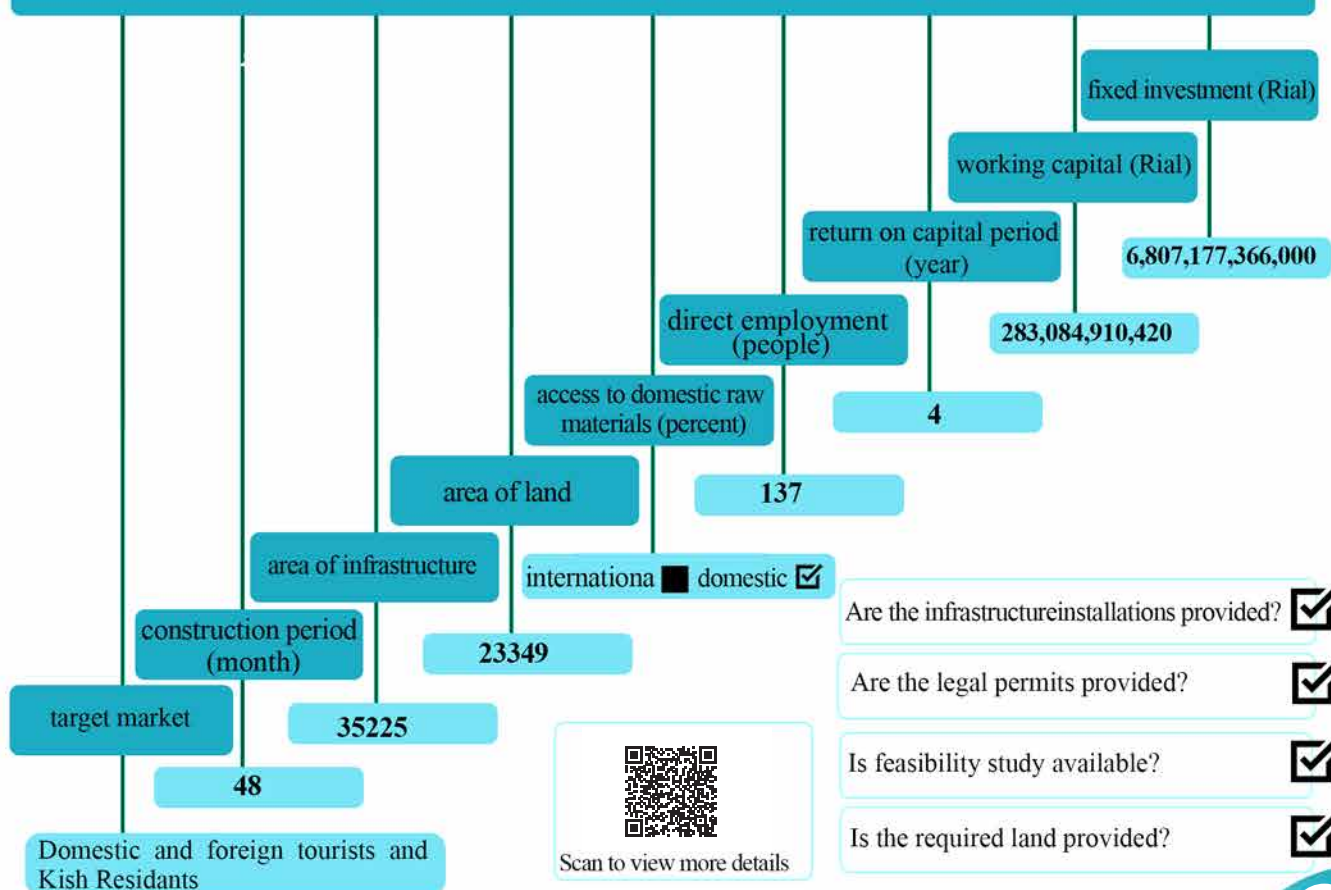 fixed investment (Rial)
6,807,177,366,000
working capital (Rial)
283,084,910,420
return on capital period
(year)
4
direct employment
(people)
137
access to domestic raw
materials (percent)
internationa domestic
area of land
23349
area of infrastructure
35225
construction period
(month)
48
target market
Domestic and foreign tourists and
Kish Residants
Are the infrastructureinstallations provided?
Are the legal permits provided?
Is feasibility study available?
Is the required land provided?
Scan to view more details